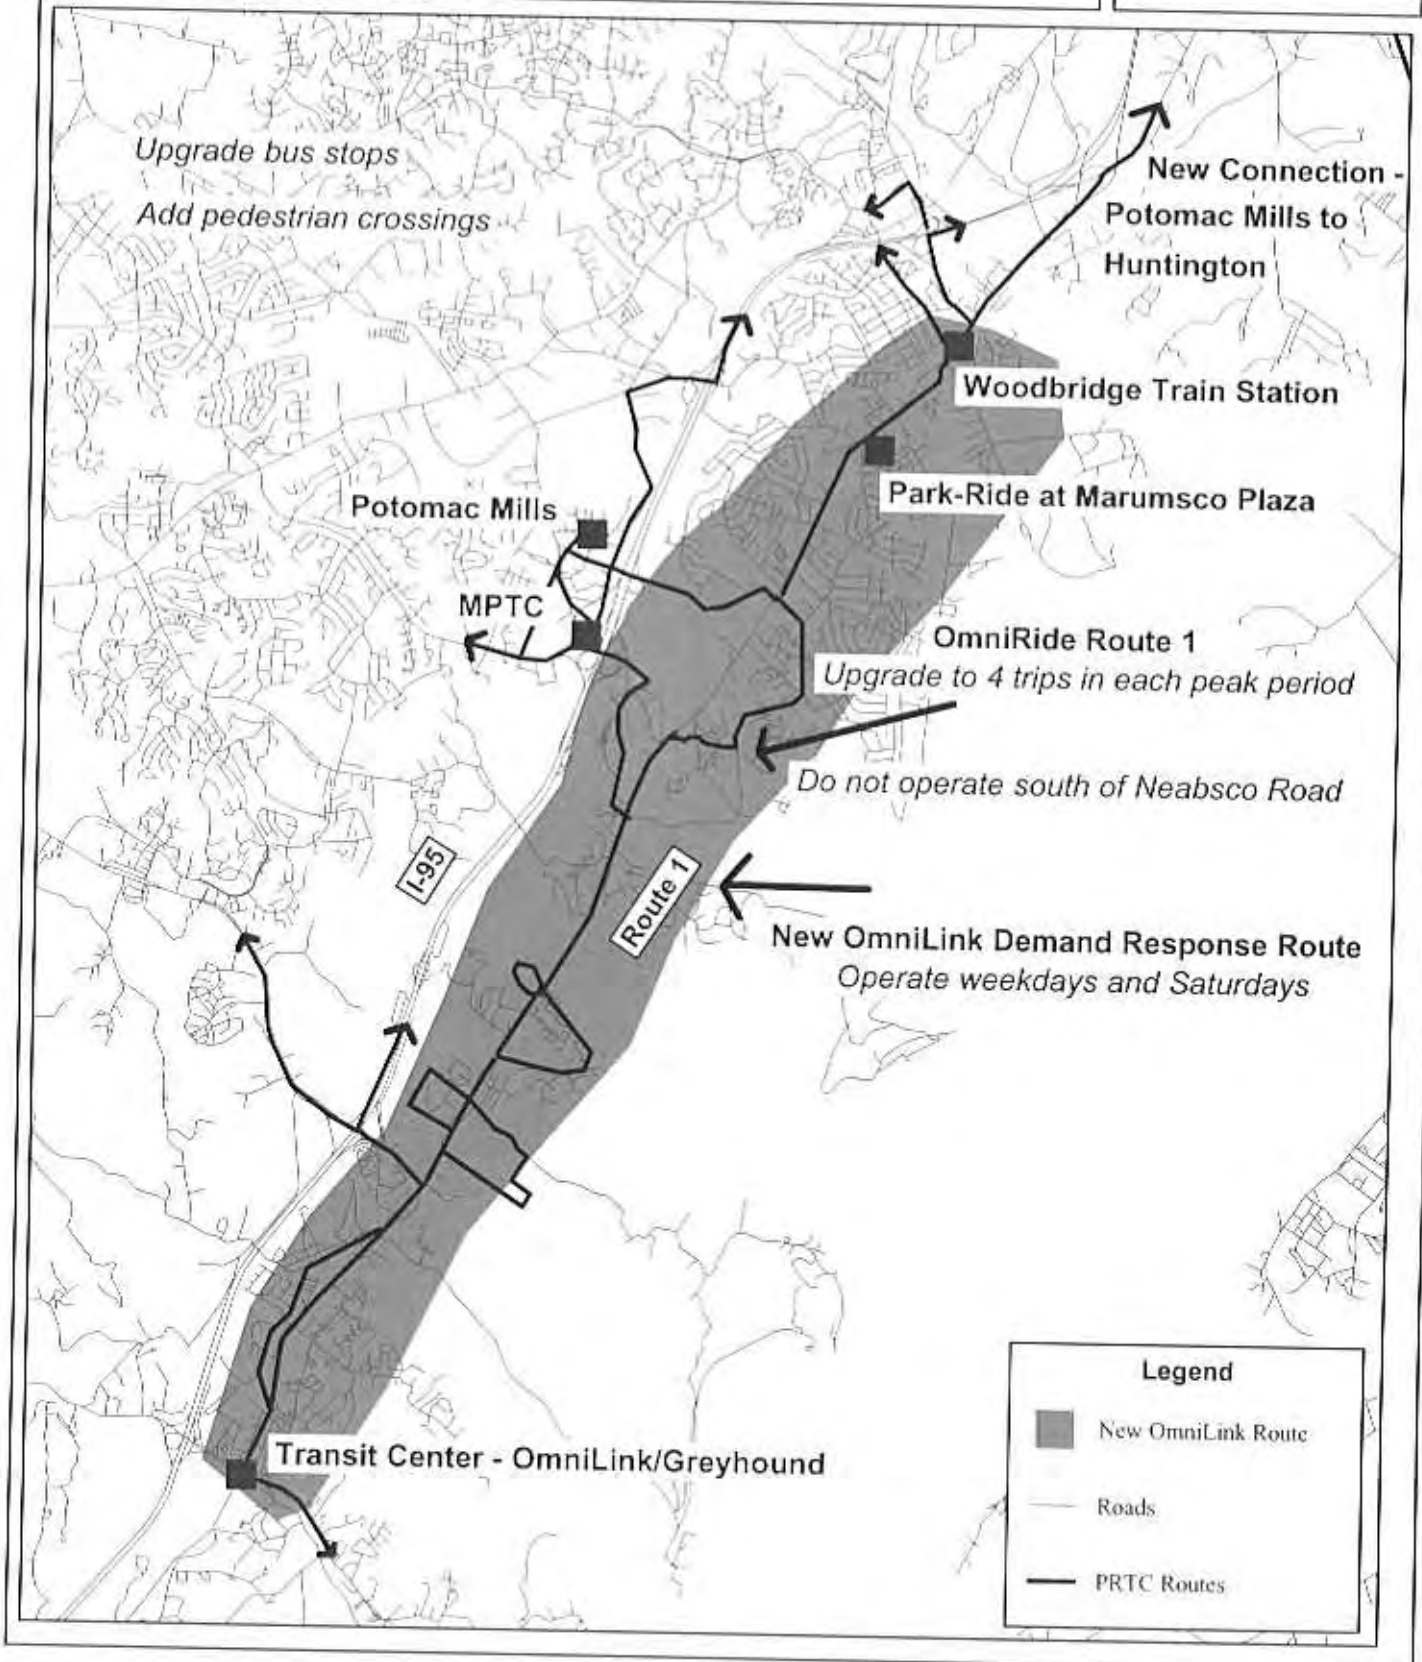 Upgrade bus stops
Add pedestrian crossings
New Connection -
Potomac Mills to
Huntington
Woodbridge Train Station
Park-Ride at Marumsco Plaza
Potomac Mills
MPTC
OmniRide Route 1
Upgrade to 4 trips in each peak period
Do not operate south of Neabsco Road
I-95
Route 1
New OmniLink Demand Response Route
Operate weekdays and Saturdays
Transit Center - OmniLink/Greyhound
Legend
New OmniLink Route
Roads
PRTC Routes